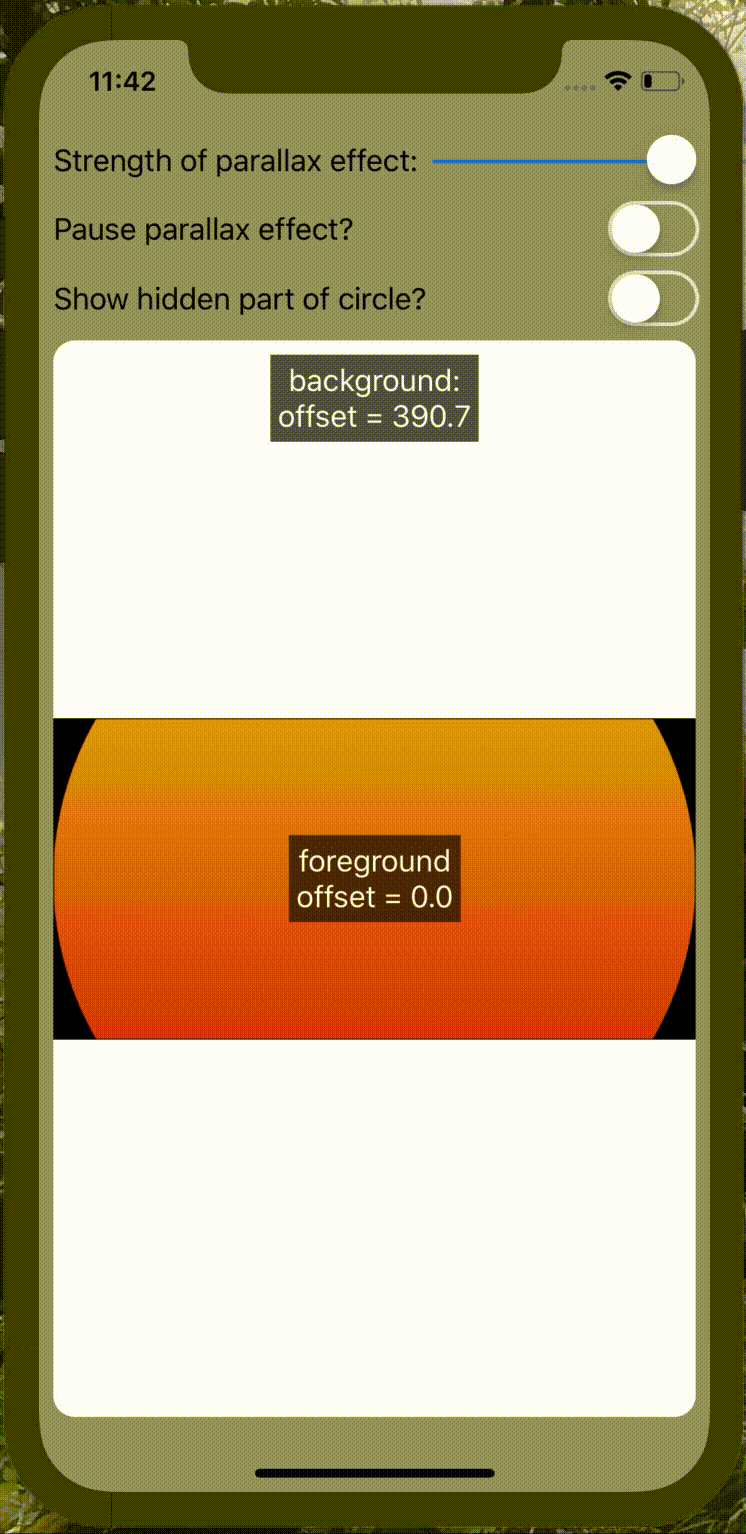 11:42
Strength of parallax effect:
Pause parallax effect?
Show hidden part of circle?
background:
offset = 390.7
foreground
offset = 0.0